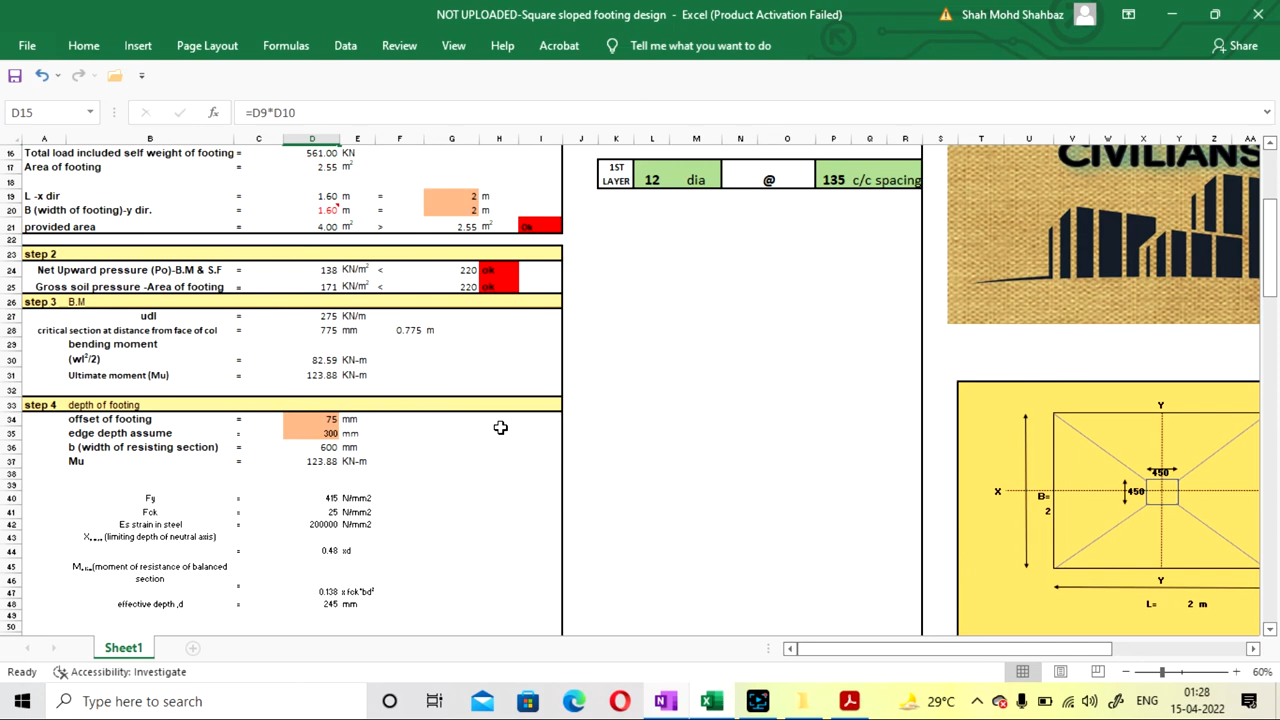 NOT UPLOADED-Square sloped footing design - Excel (Product Activation Failed)
Shah Mohd Shahbaz
File Home Insert Page Layout Formulas Data Review View Help Acrobat Tell me what you want to do Share
D15 fx =D9*D10
A B C D E F G H I J K L M N O P Q R S T U V W X Y Z AA
16 Total load included self weight of footing = 561.00 KN
17 Area of footing = 2.55 m²
18
19 L -x dir = 1.60 m = 2 m
20 B (width of footing)-y dir. = 1.60 m = 2 m
21 provided area = 4.00 m² > 2.55 m² Ok
22
23 step 2
24 Net Upward pressure (Po)-B.M & S.F = 138 KN/m² < 220 ok
25 Gross soil pressure -Area of footing = 171 KN/m² < 220 ok
26 step 3 B.M
27 udl = 275 KN/m
28 critical section at distance from face of col = 775 mm 0.775 m
29 bending moment
30 (wl²/2) = 82.59 KN-m
31 Ultimate moment (Mu) = 123.88 KN-m
32
33 step 4 depth of footing
34 offset of footing = 75 mm
35 edge depth assume = 300 mm
36 b (width of resisting section) = 600 mm
37 Mu = 123.88 KN-m
38
39
40 Fy = 415 N/mm2
41 Fck = 25 N/mm2
42 Es strain in steel = 200000 N/mm2
43 (limiting depth of neutral axis)
44 = 0.48 xd
45 (moment of resistance of balanced
46 section =
47 0.138 x fck*bd²
48 effective depth ,d = 245 mm
49
50
1ST
LAYER 12 dia @ 135 c/c spacing
CIVILIANS
Y
450
X 450 B=
2
Y
L= 2 m
Sheet1
Ready Accessibility: Investigate 60%
Type here to search 29°C ENG 01:28
15-04-2022